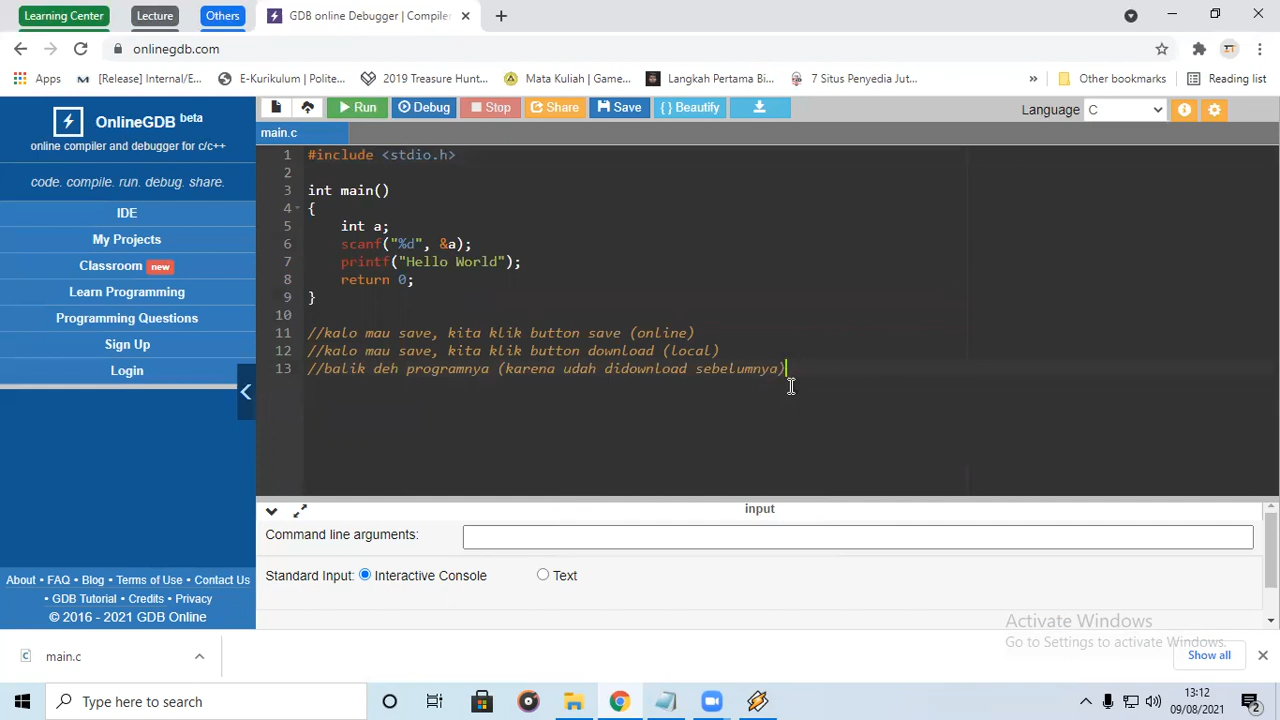 Learning Center Lecture Others GDB online Debugger | Compiler
onlinegdb.com
Apps [Release] Internal/E... E-Kurikulum | Polite... 2019 Treasure Hunt... Mata Kuliah | Game... Langkah Pertama Bi... 7 Situs Penyedia Jut... » Other bookmarks Reading list
OnlineGDB beta
online compiler and debugger for c/c++
code. compile. run. debug. share.
IDE
My Projects
Classroom new
Learn Programming
Programming Questions
Sign Up
Login
About • FAQ • Blog • Terms of Use • Contact Us
• GDB Tutorial • Credits • Privacy
© 2016 - 2021 GDB Online
Run Debug Stop Share Save { } Beautify Language C
main.c
1 #include <stdio.h>
2
3 int main()
4 {
5 int a;
6 scanf("%d", &a);
7 printf("Hello World");
8 return 0;
9 }
10
11 //kalo mau save, kita klik button save (online)
12 //kalo mau save, kita klik button download (local)
13 //balik deh programnya (karena udah didownload sebelumnya)
input
Command line arguments:
Standard Input: Interactive Console Text
Activate Windows
Go to Settings to activate Windows.
main.c Show all
Type here to search
13:12
09/08/2021
2